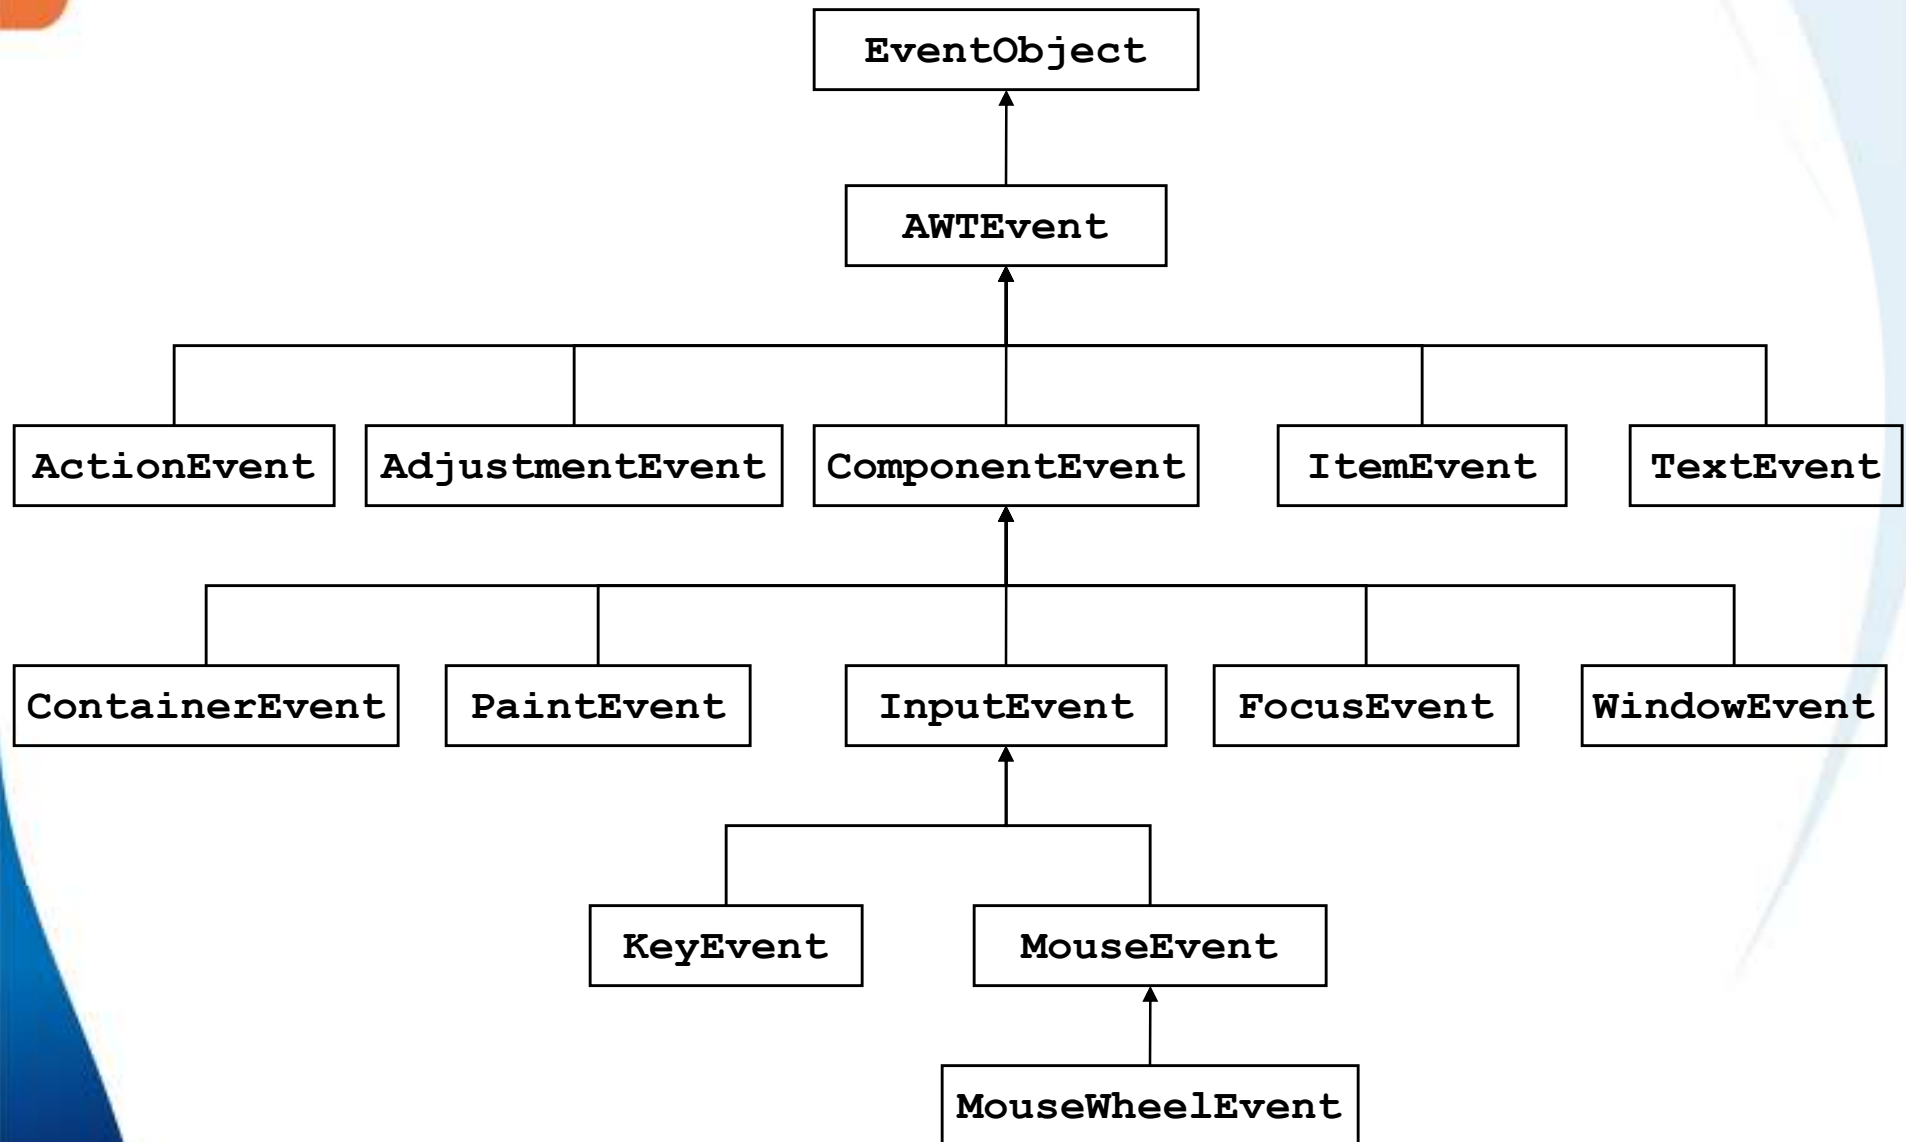 EventObject
AWTEvent
ActionEvent
AdjustmentEvent
ComponentEvent
ItemEvent
TextEvent
ContainerEvent
PaintEvent
InputEvent
FocusEvent
WindowEvent
KeyEvent
MouseEvent
MouseWheelEvent